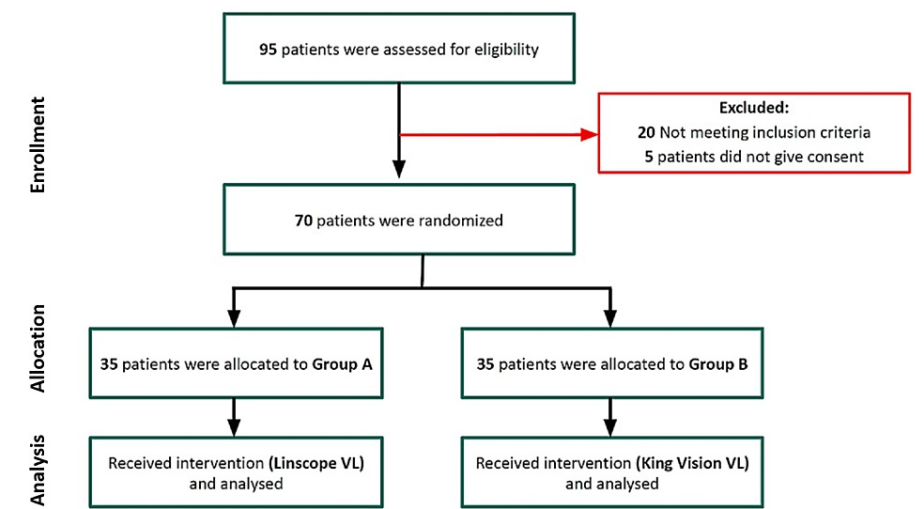 95 patients were assessed for eligibility
Enrollment
Excluded:
20 Not meeting inclusion criteria
5 patients did not give consent
70 patients were randomized
Allocation
35 patients were allocated to Group A
35 patients were allocated to Group B
Analysis
Received intervention (Linscope VL)
and analysed
Received intervention (King Vision VL)
and analysed